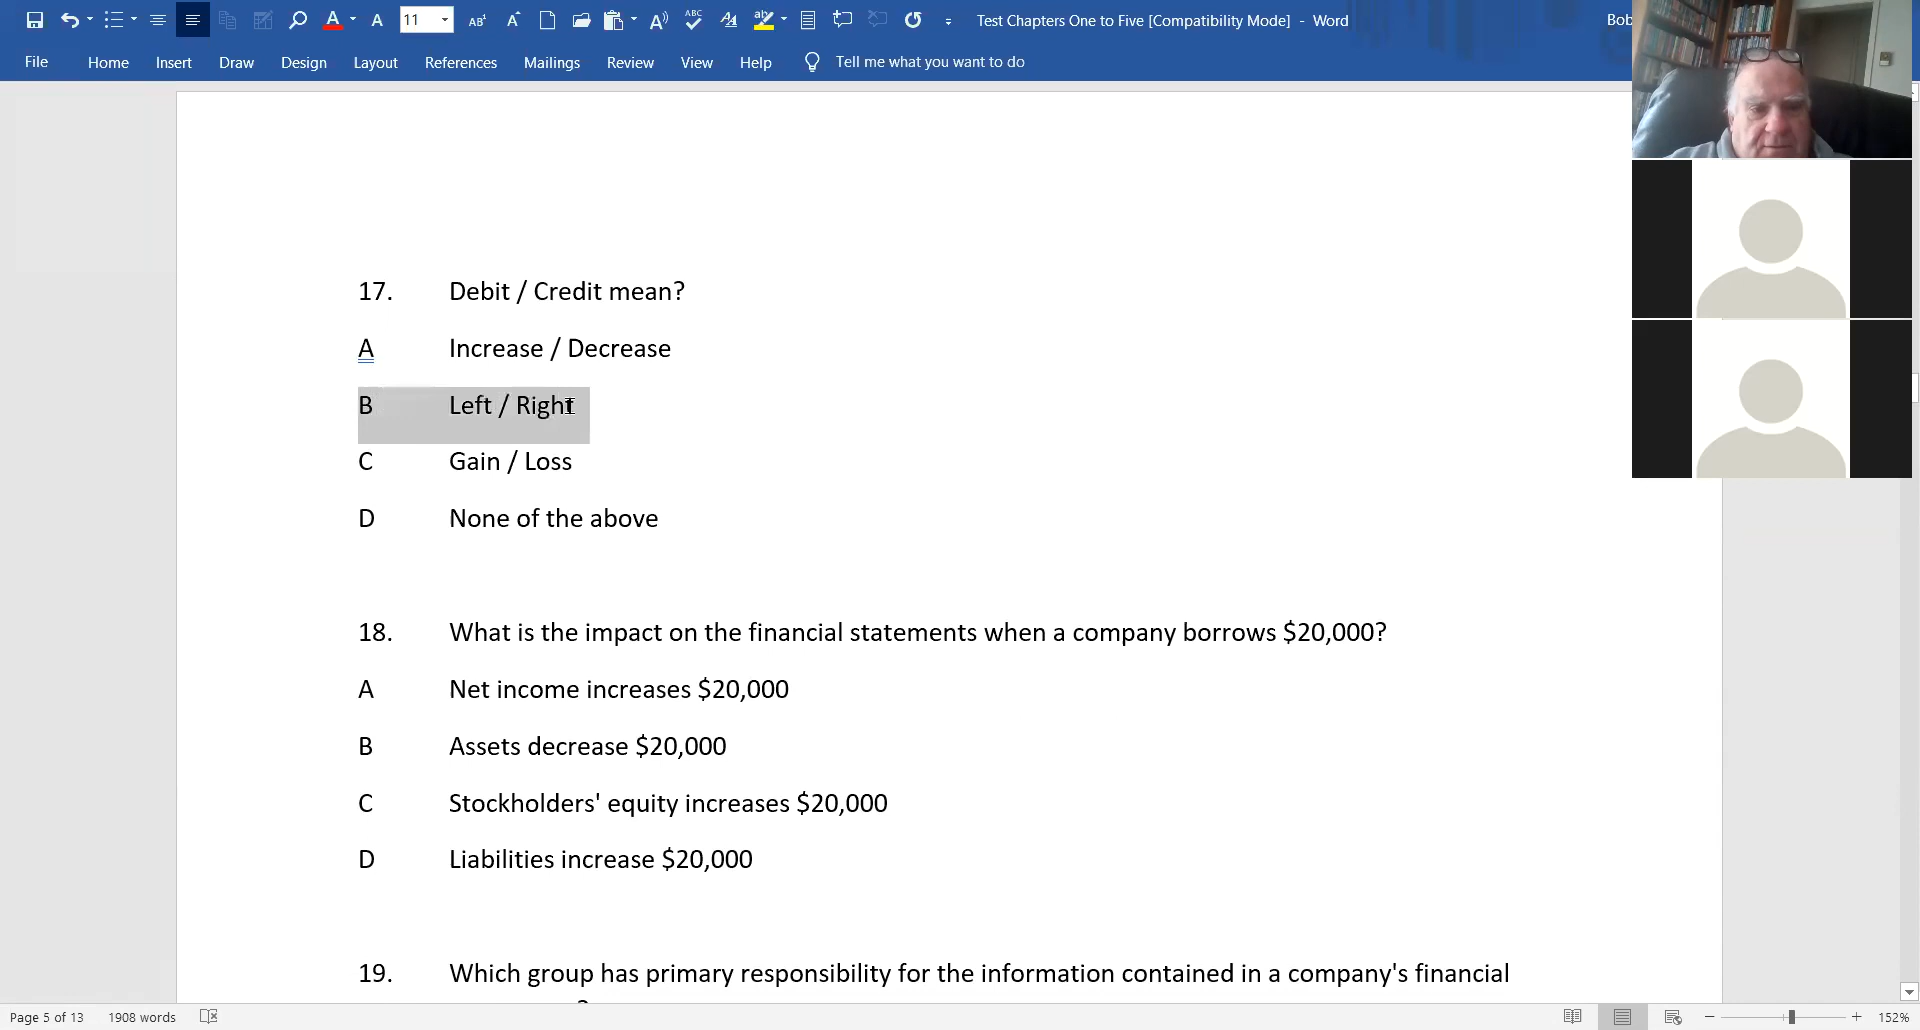 11
Test Chapters One to Five [Compatibility Mode] - Word
Bob
File Home Insert Draw Design Layout References Mailings Review View Help Tell me what you want to do
17. Debit / Credit mean?
A Increase / Decrease
B Left / Right
C Gain / Loss
D None of the above
18. What is the impact on the financial statements when a company borrows $20,000?
A Net income increases $20,000
B Assets decrease $20,000
C Stockholders' equity increases $20,000
D Liabilities increase $20,000
19. Which group has primary responsibility for the information contained in a company's financial
Page 5 of 13 1908 words 152%